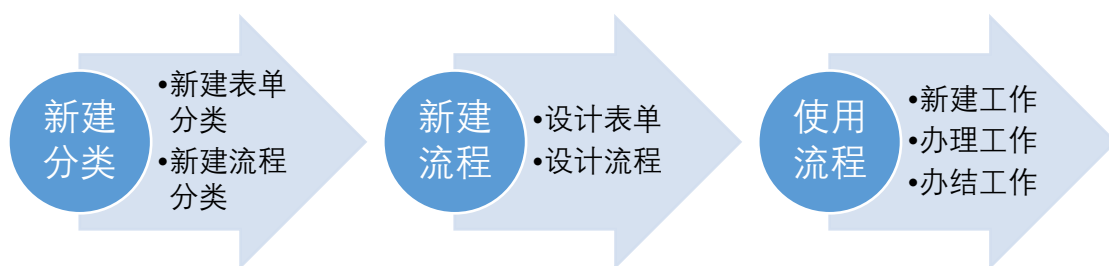 新建
分类
•新建表单
分类
•新建流程
分类
新建
流程
•设计表单
•设计流程
使用
流程
•新建工作
•办理工作
•办结工作